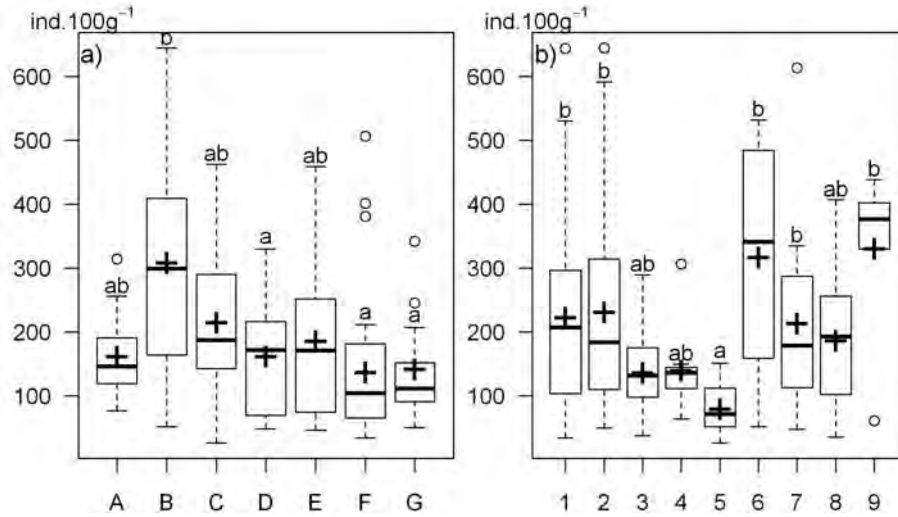 ind.100g⁻¹ ind.100g⁻¹
a) b
600
500
400
300
200
100
ab b ab a ab a a
A B C D E F G
b)
600
500
400
300
200
100
b b ab ab a b b ab b
1 2 3 4 5 6 7 8 9